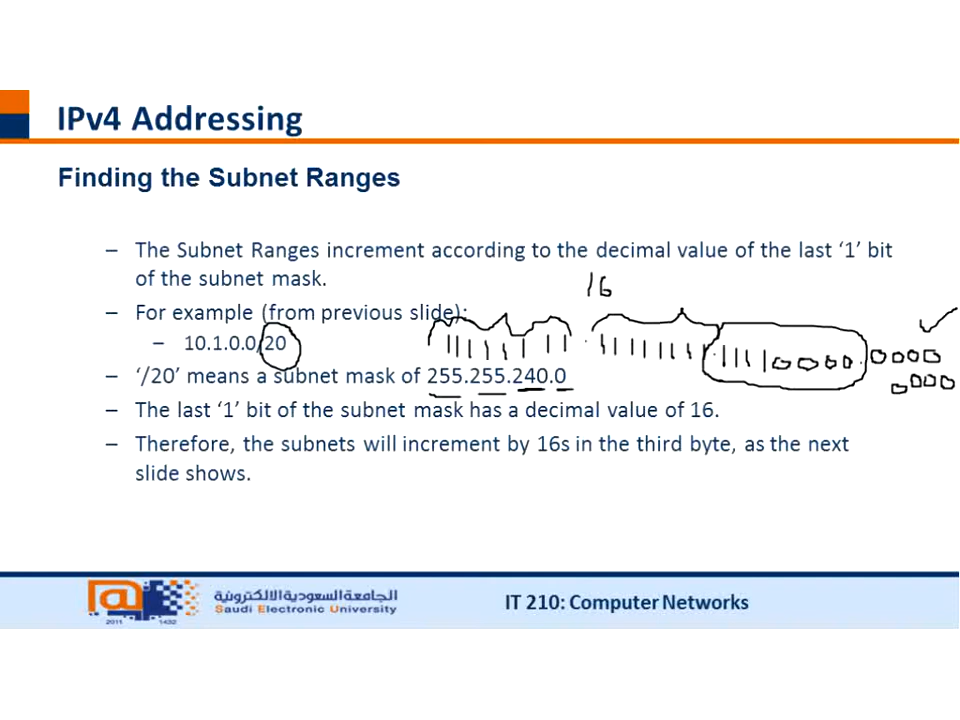 IPv4 Addressing
Finding the Subnet Ranges
– The Subnet Ranges increment according to the decimal value of the last ‘1’ bit
of the subnet mask.
16
– For example (from previous slide):
– 10.1.0.0/20
– ‘/20’ means a subnet mask of 255.255.240.0
– The last ‘1’ bit of the subnet mask has a decimal value of 16.
– Therefore, the subnets will increment by 16s in the third byte, as the next
slide shows.
الجامعة السعودية الالكترونية
Saudi Electronic University
2011 1432
IT 210: Computer Networks